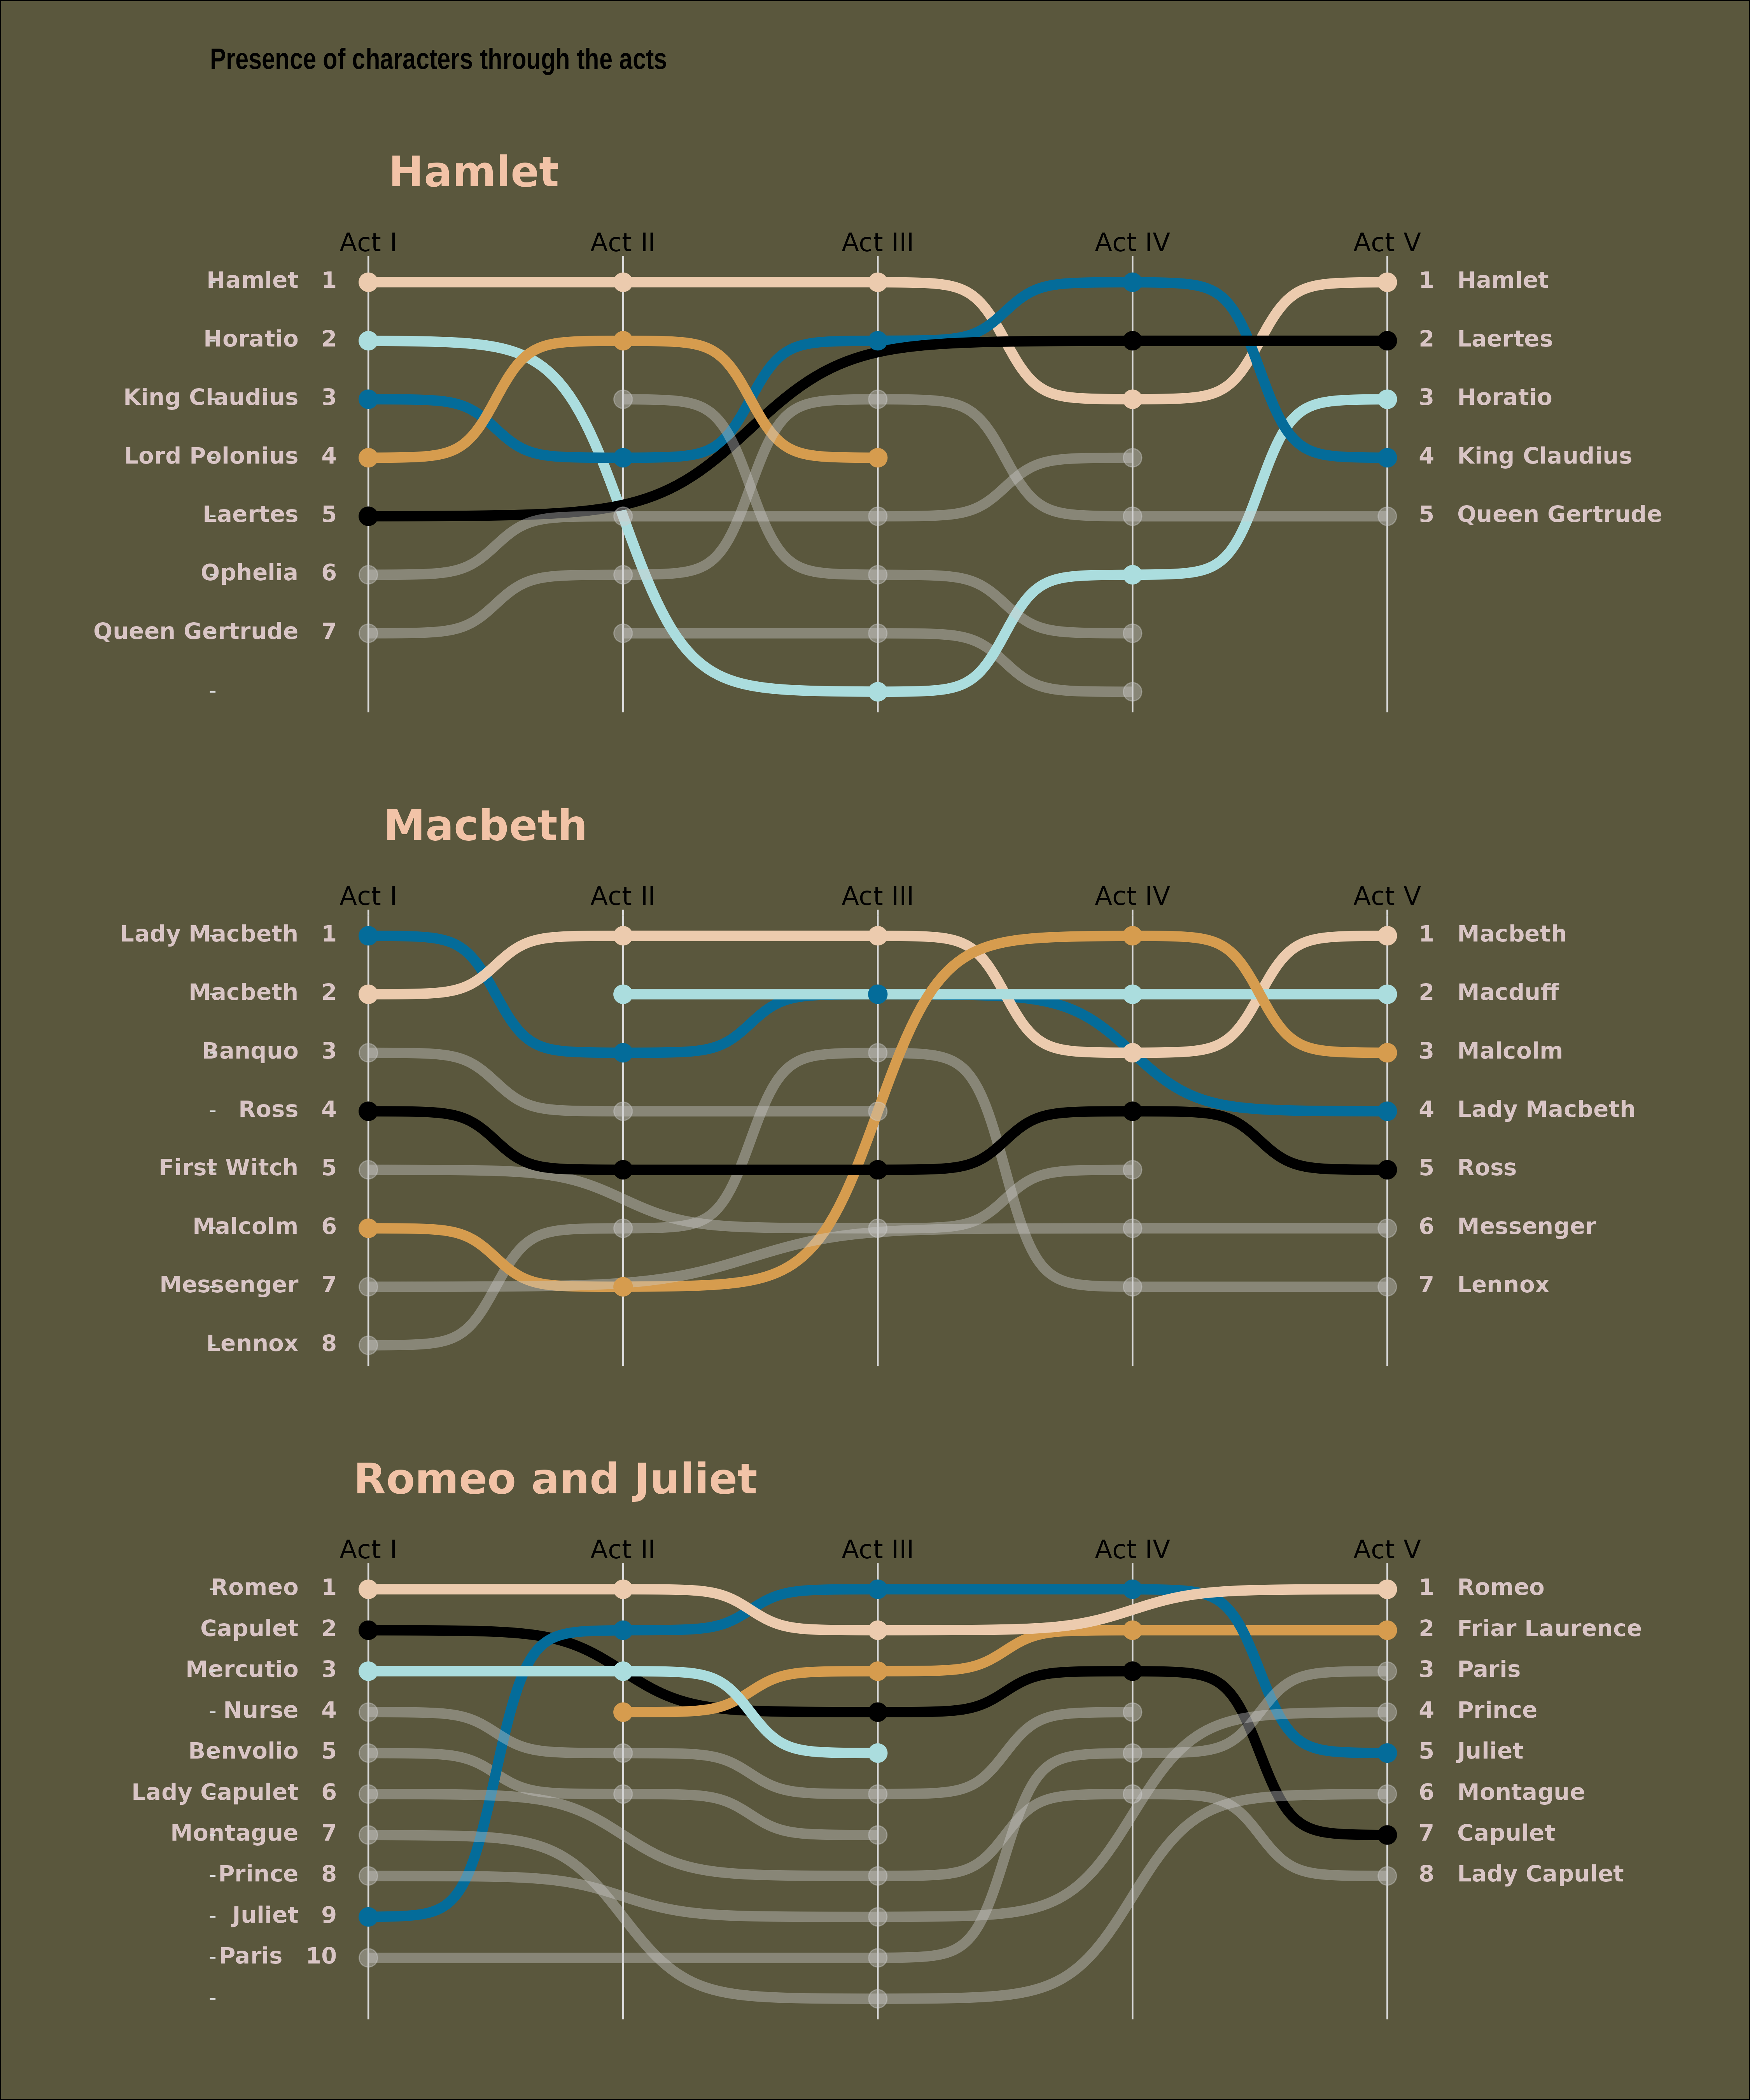 Presence of characters through the acts
Hamlet
Act I Act II Act III Act IV Act V
Hamlet 1 1 Hamlet
Horatio 2 2 Laertes
King Claudius 3 3 Horatio
Lord Polonius 4 4 King Claudius
Laertes 5 5 Queen Gertrude
Ophelia 6
Queen Gertrude 7
-
Macbeth
Act I Act II Act III Act IV Act V
Lady Macbeth 1 1 Macbeth
Macbeth 2 2 Macduff
Banquo 3 3 Malcolm
- Ross 4 4 Lady Macbeth
First Witch 5 5 Ross
Malcolm 6 6 Messenger
Messenger 7 7 Lennox
Lennox 8
Romeo and Juliet
Act I Act II Act III Act IV Act V
Romeo 1 1 Romeo
Capulet 2 2 Friar Laurence
Mercutio 3 3 Paris
- Nurse 4 4 Prince
Benvolio 5 5 Juliet
Lady Capulet 6 6 Montague
Montague 7 7 Capulet
- Prince 8 8 Lady Capulet
- Juliet 9
- Paris 10
-